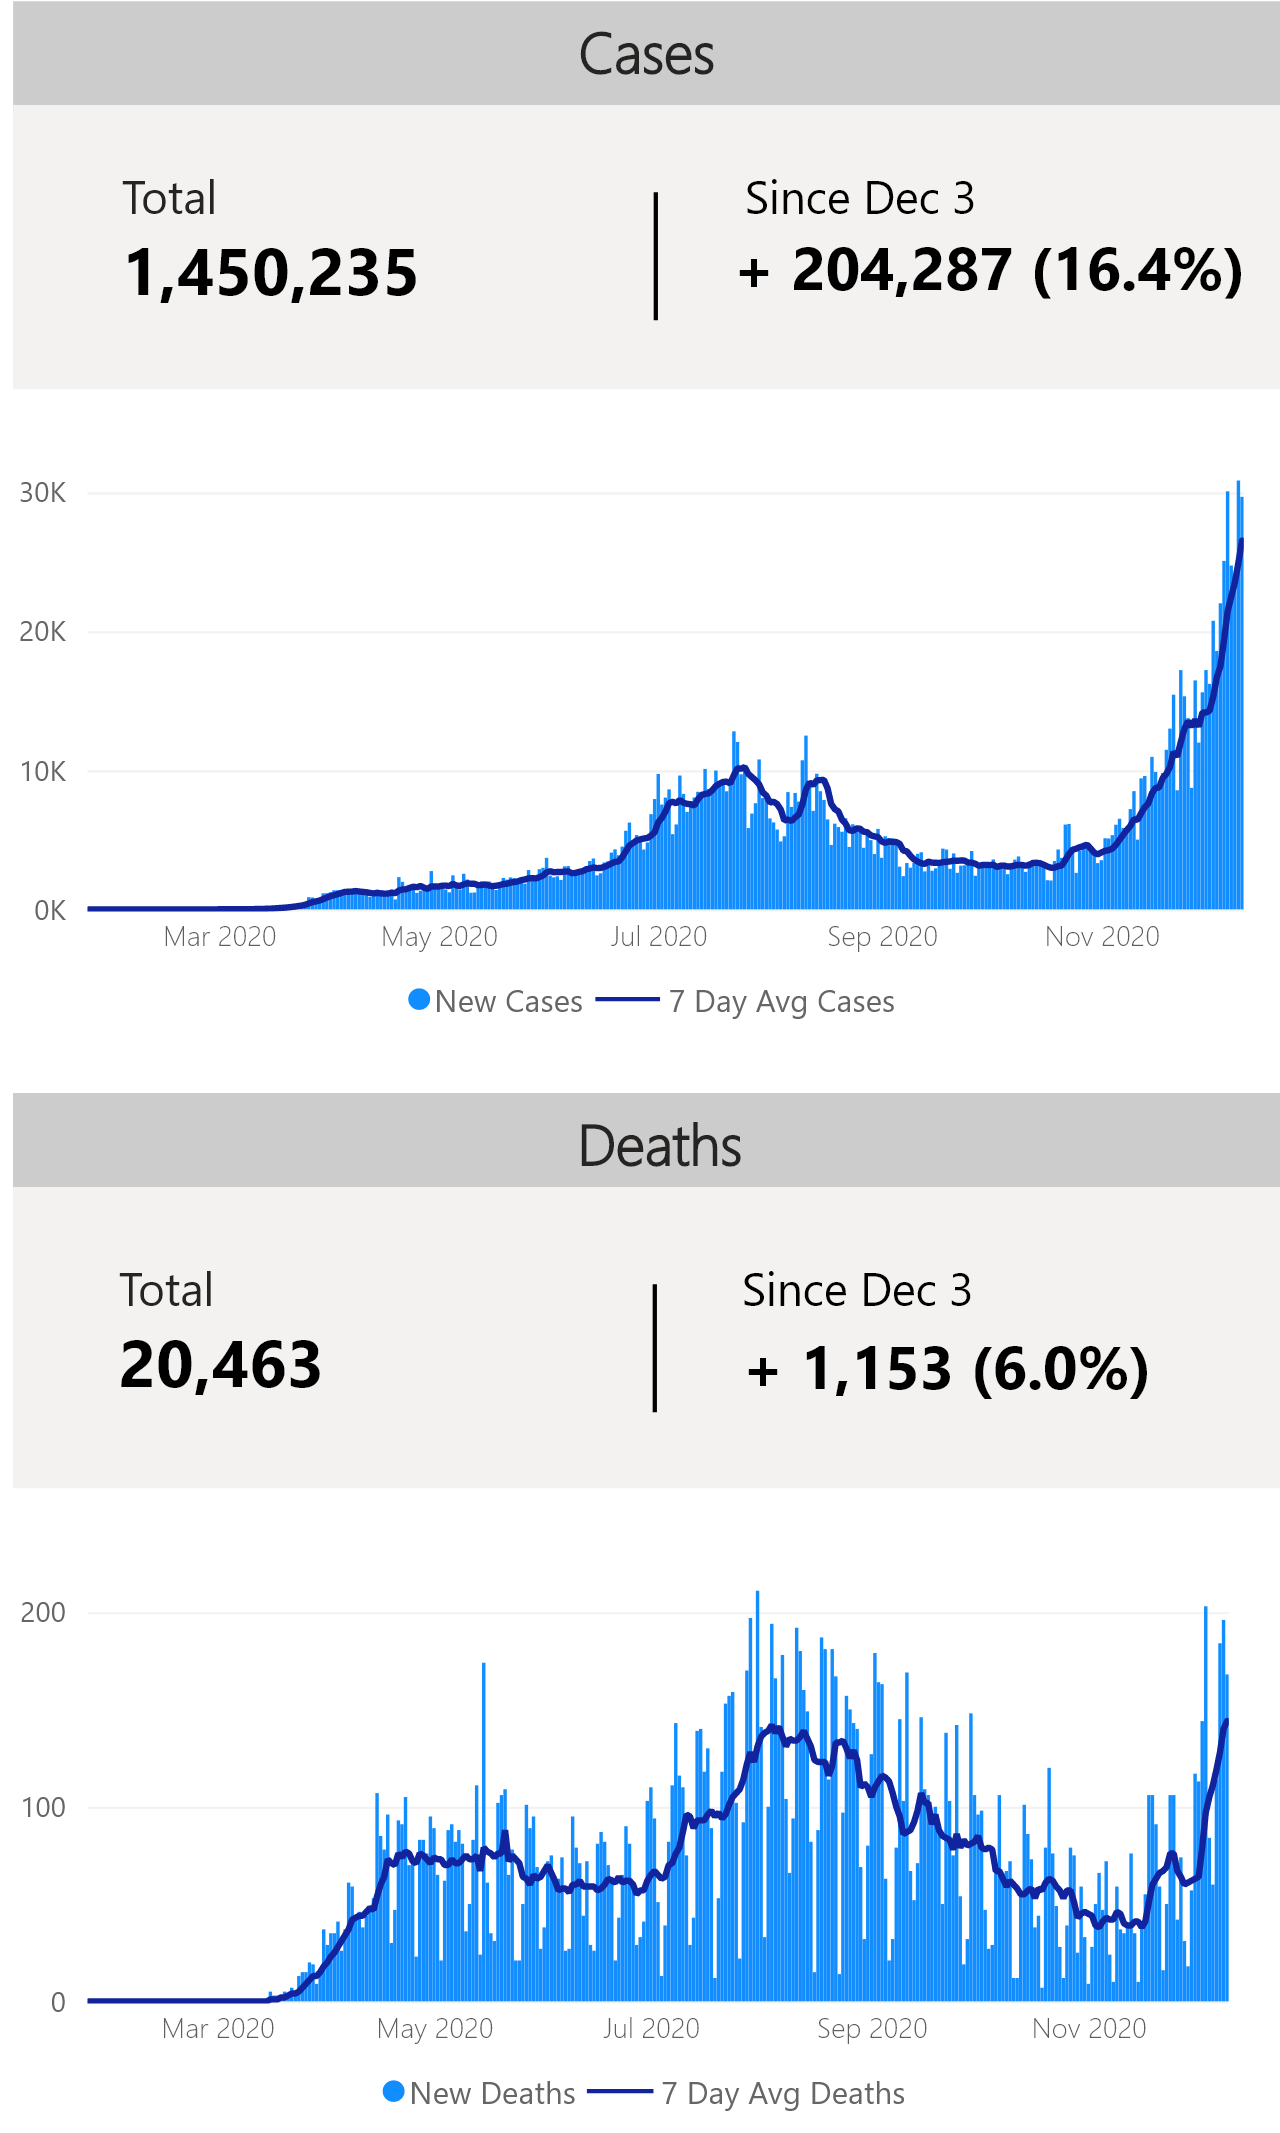 Cases
Total
Since Dec 3
1,450,235
+ 204,287 (16.4%)
30K
20K
10K
0K
Mar 2020
May 2020
Jul 2020
Sep 2020
Nov 2020
New Cases
7 Day Avg Cases
Deaths
Total
Since Dec 3
20,463
+ 1,153 (6.0%)
200
100
0
Mar 2020
May 2020
Jul 2020
Sep 2020
Nov 2020
New Deaths
7 Day Avg Deaths